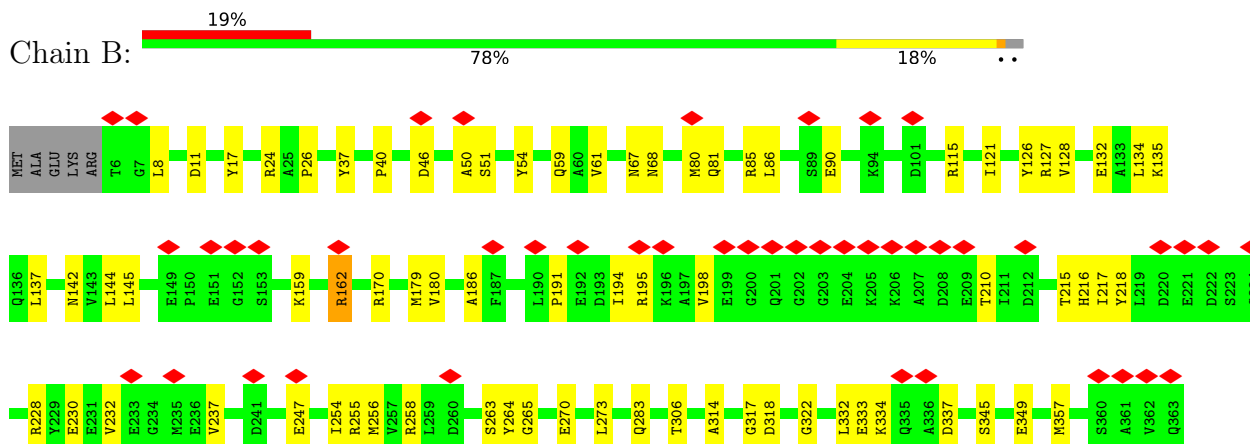 19%
Chain B:
78%
18%
• •
MET ALA GLU LYS ARG T6 G7 L8 D11 Y17 R24 A25 P26 Y37 P40 D46 A50 S51 Y54 Q59 A60 V61 N67 N68 M80 Q81 R85 L86 S89 E90 K94 D101 R115 I121 Y126 R127 V128 E132 A133 L134 K135
Q136 L137 N142 V143 L144 L145 E149 P150 E151 G152 S153 K159 R162 R170 M179 V180 A186 F187 L190 P191 E192 D193 I194 R195 K196 A197 V198 E199 G200 Q201 G202 G203 E204 K205 K206 A207 D208 E209 T210 I211 D212 T215 H216 I217 Y218 L219 D220 E221 D222 S223
R228 Y229 E230 E231 V232 E233 G234 M235 E236 V237 D241 E247 I254 R255 M256 V257 R258 L259 D260 S263 Y264 G265 E270 L273 Q283 T306 A314 G317 D318 G322 L332 E333 K334 Q335 A336 D337 S345 E349 M357 S360 A361 V362 Q363